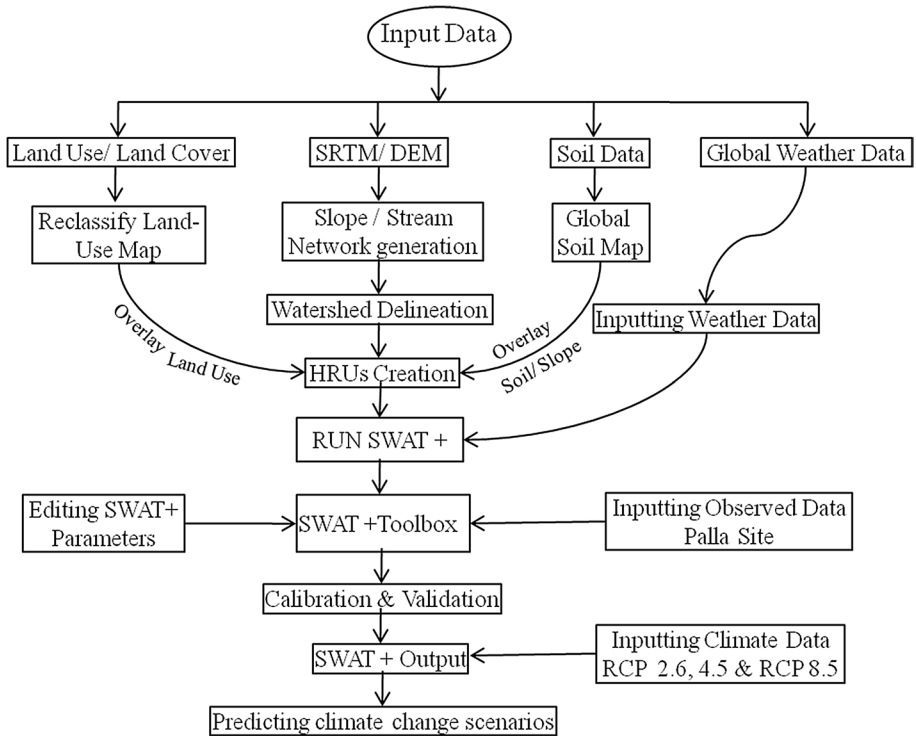 Input Data
Land Use/ Land Cover
SRTM/ DEM
Soil Data
Global Weather Data
Reclassify Land-
Use Map
Slope / Stream
Network generation
Global
Soil Map
Watershed Delineation
Inputting Weather Data
Overlay Land Use
Overlay
Soil/ Slope
HRUs Creation
RUN SWAT +
Editing SWAT+
Parameters
SWAT +Toolbox
Inputting Observed Data
Palla Site
Calibration & Validation
SWAT + Output
Inputting Climate Data
RCP 2.6, 4.5 & RCP 8.5
Predicting climate change scenarios